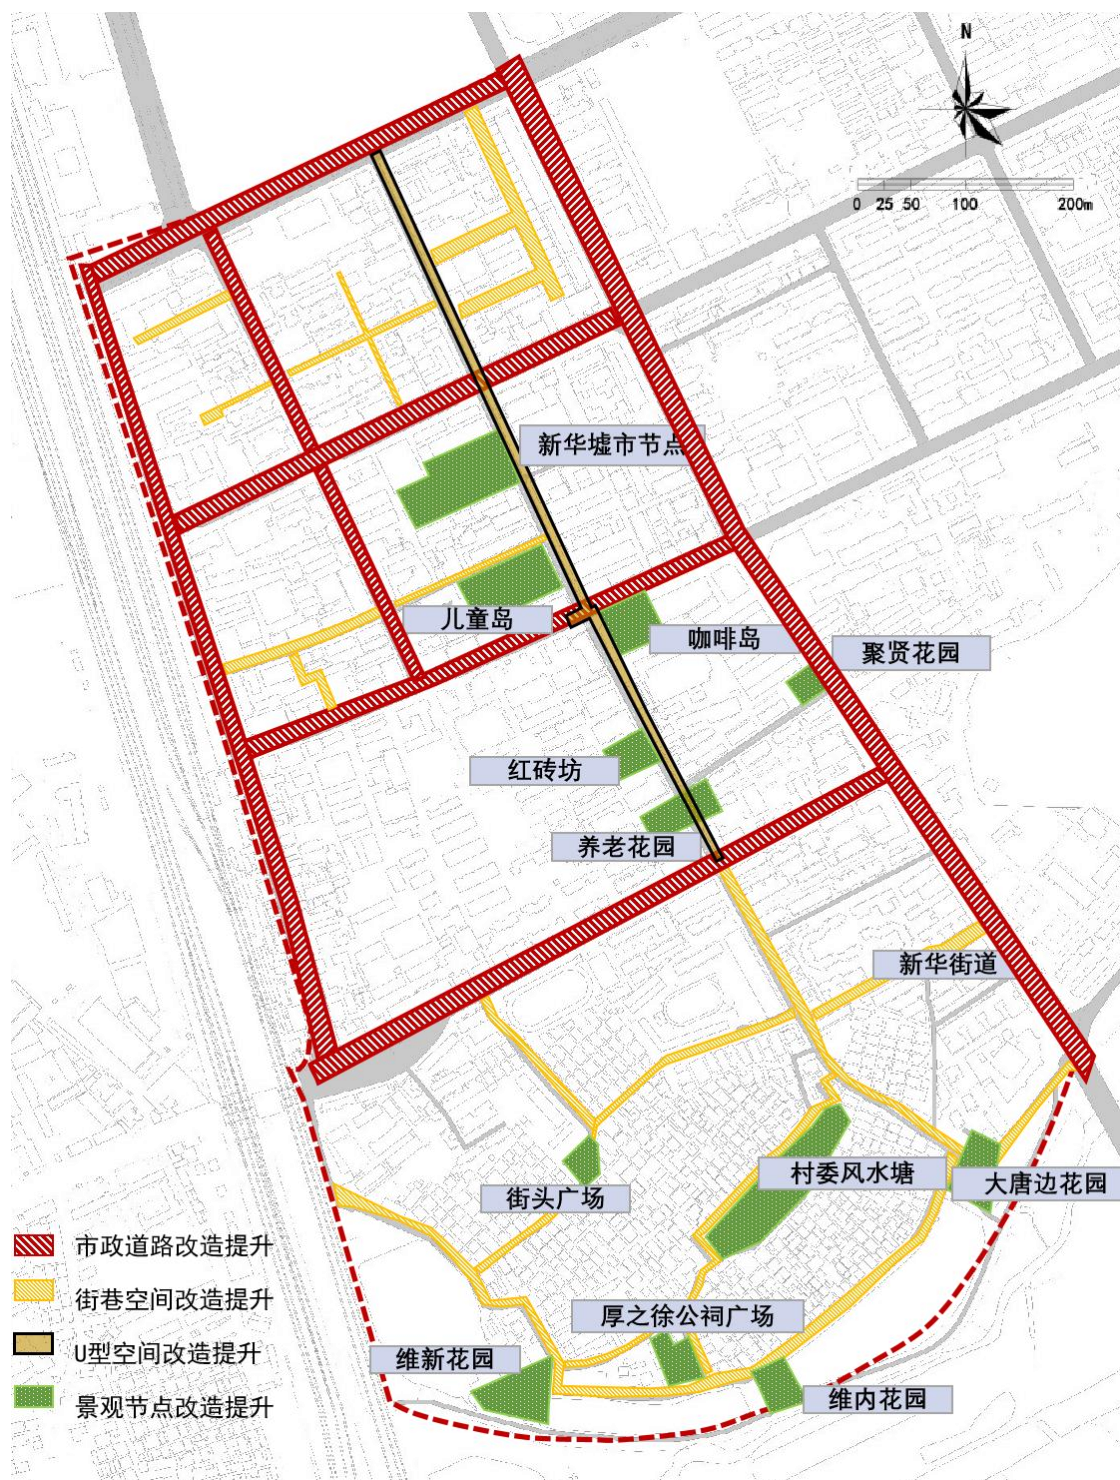 N
0 25 50 100 200m
新华墟市节点
儿童岛
咖啡岛
聚贤花园
红砖坊
养老花园
新华街道
村委风水塘
大唐边花园
街头广场
厚之徐公祠广场
维新花园
维内花园
市政道路改造提升
街巷空间改造提升
U型空间改造提升
景观节点改造提升